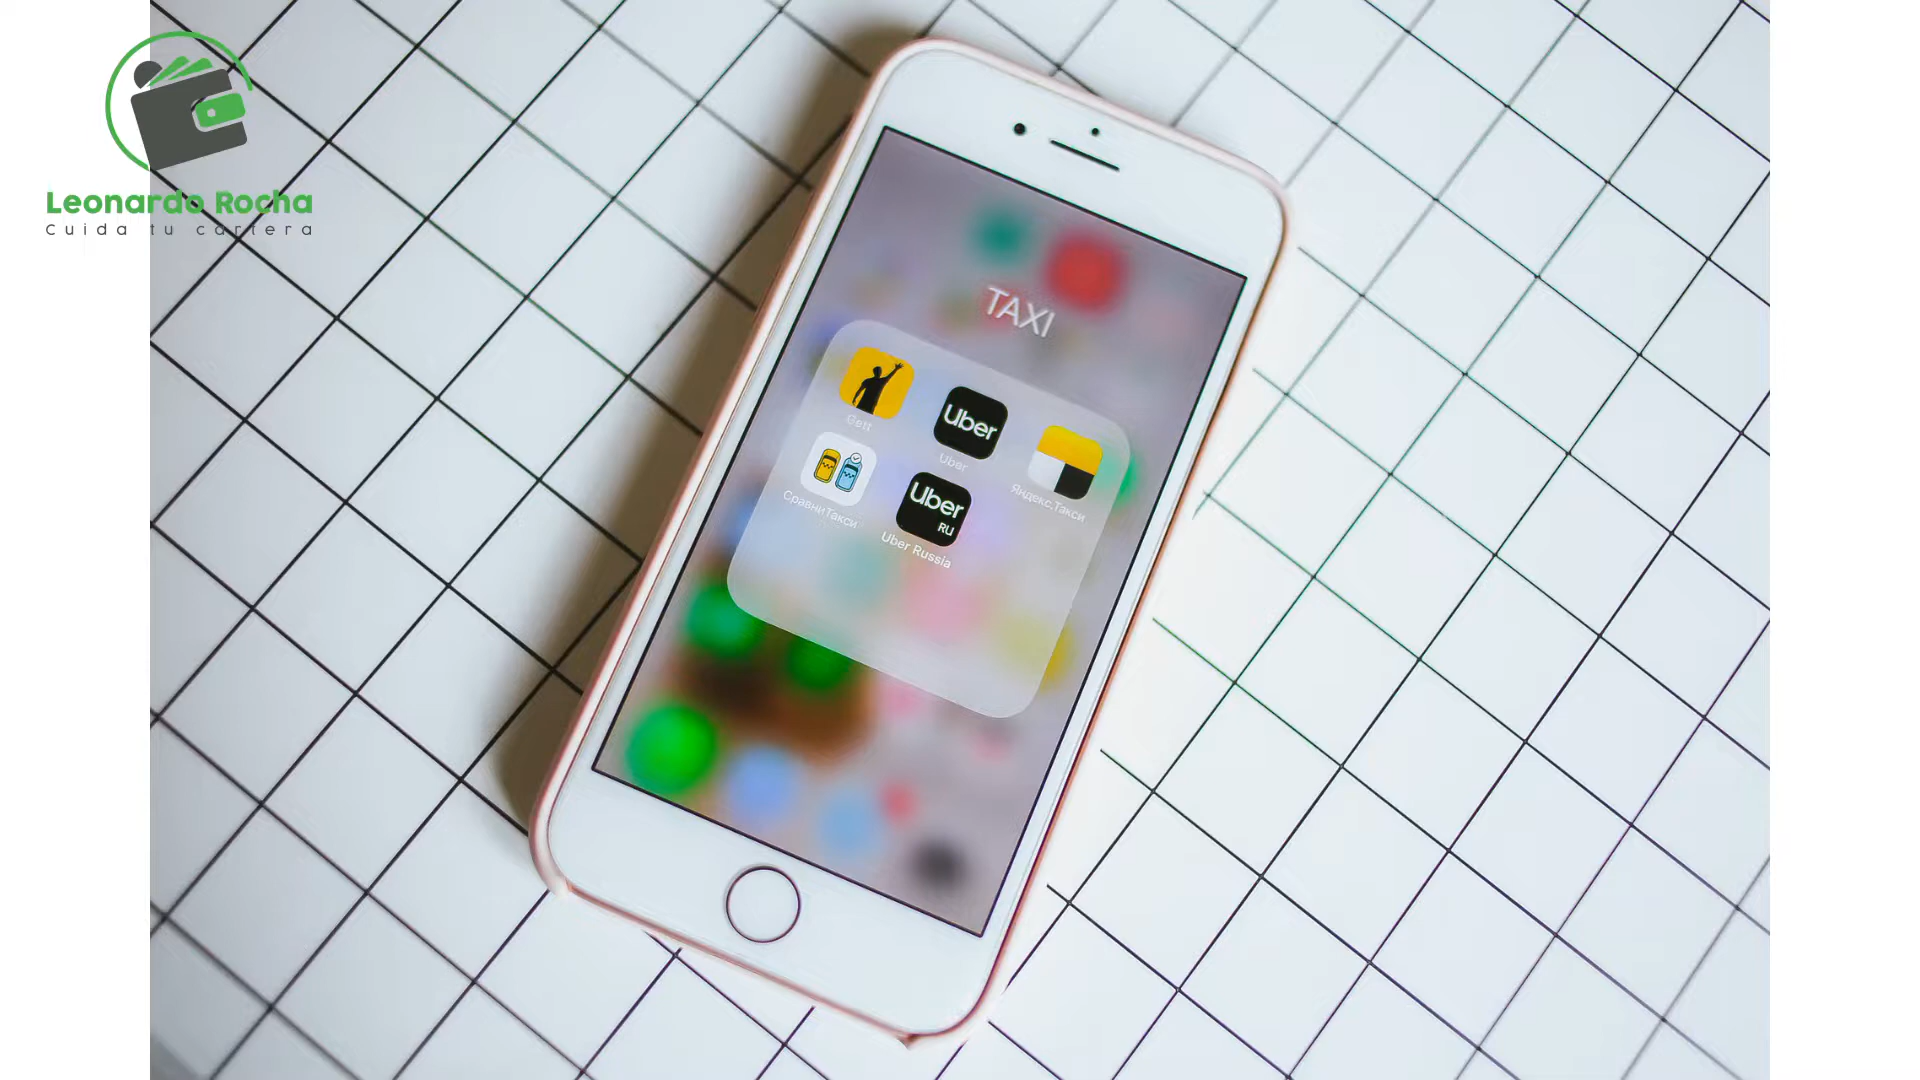 Leonardo Rocha
Cuida tu cartera
TAXI
Gett
Uber
Uber
Яндекс.Такси
СравниТакси
Uber
RU
Uber Russia